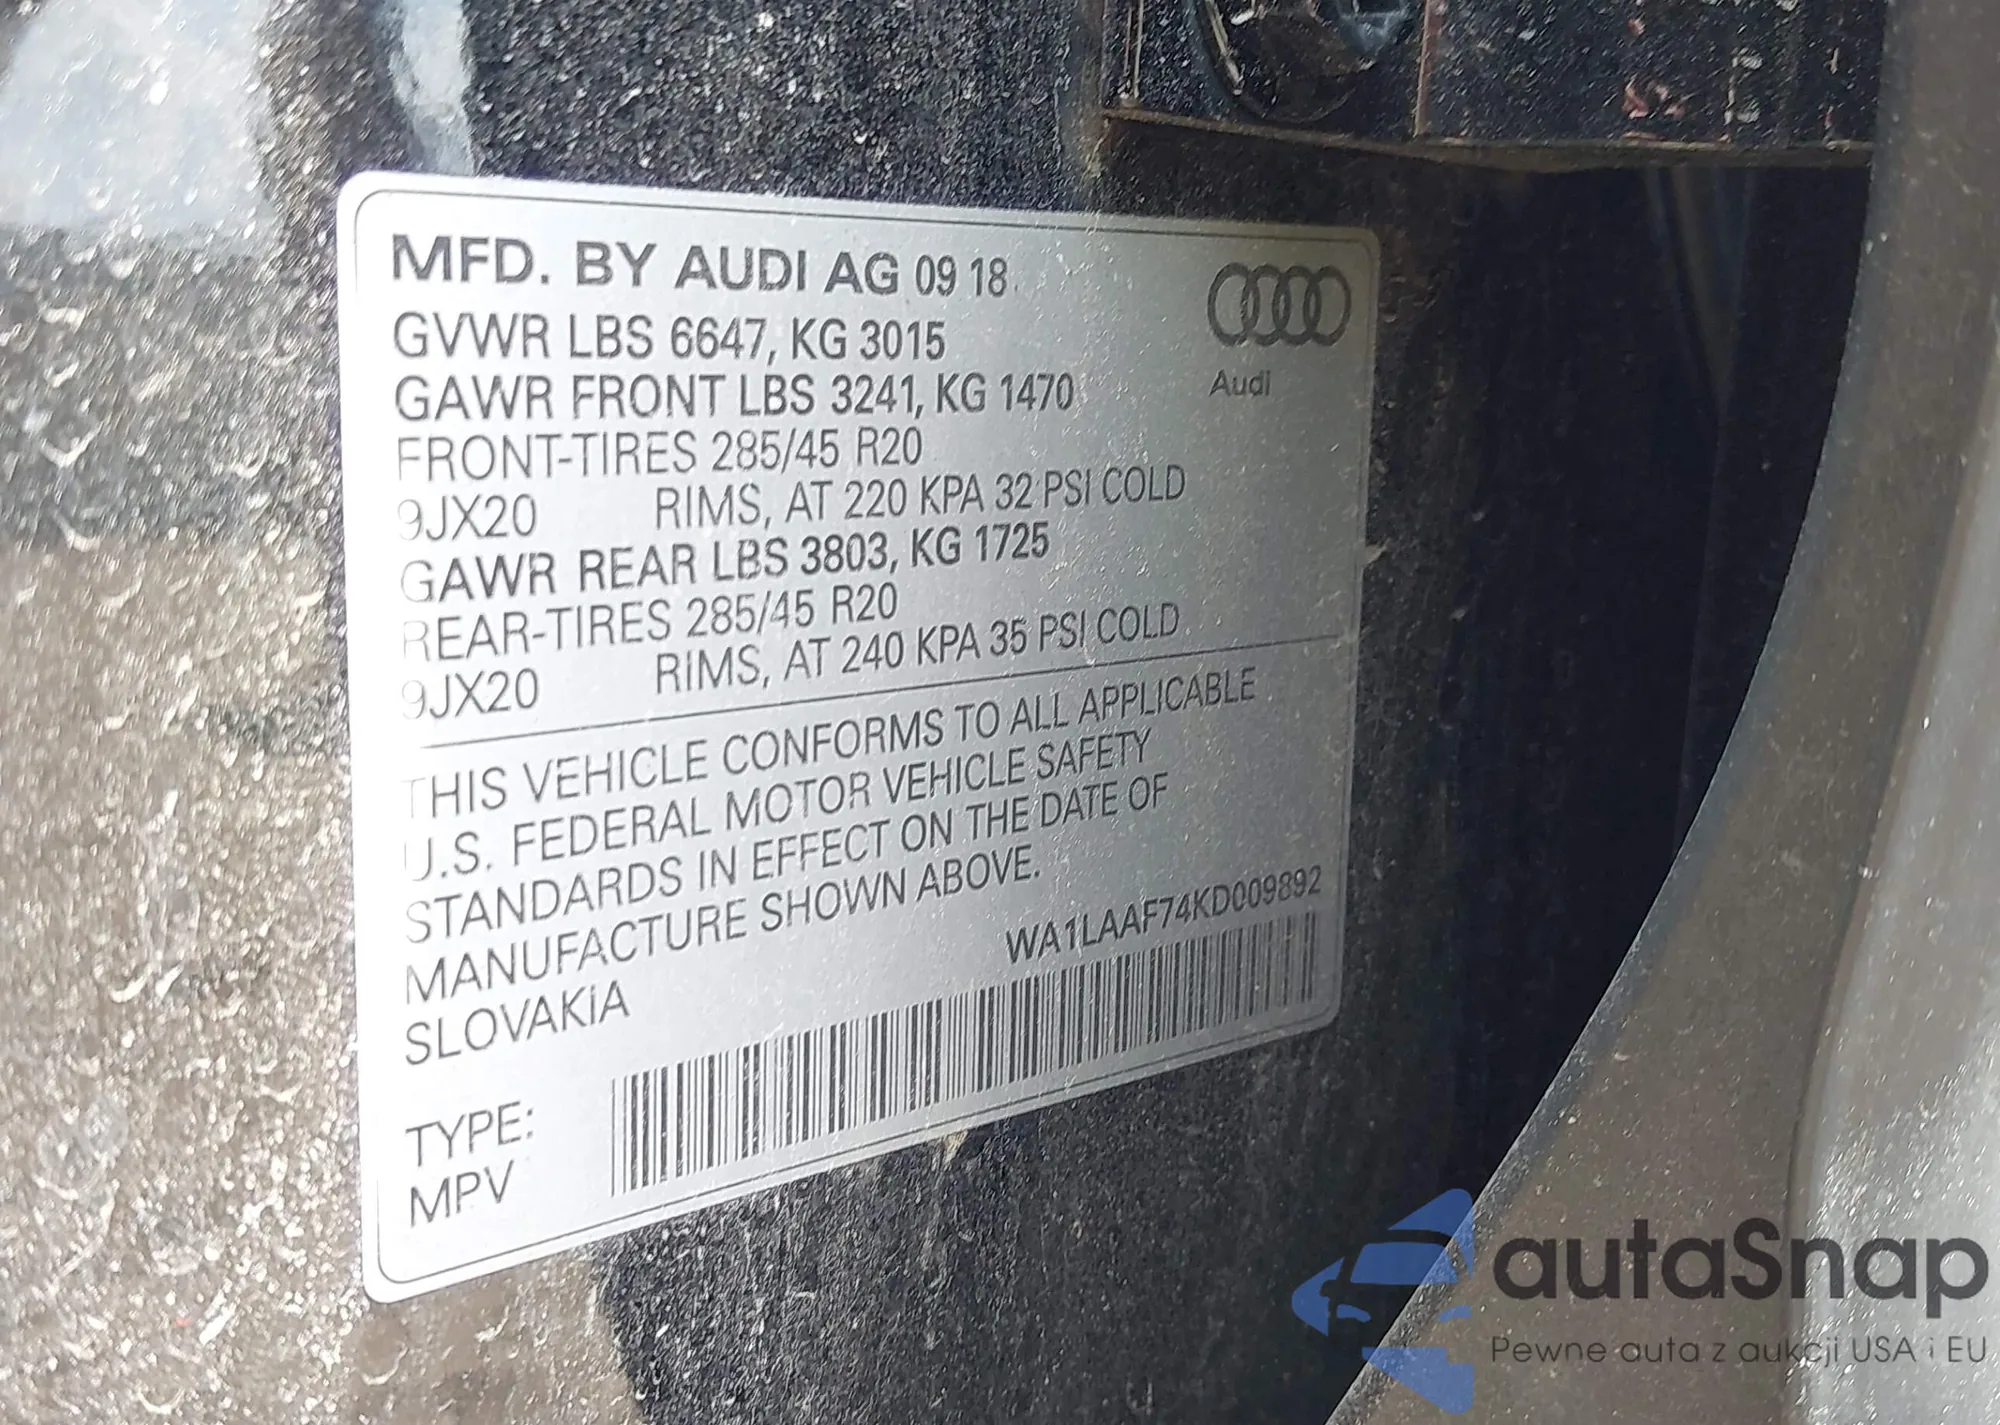 MFD. BY AUDI AG 09 18
GVWR LBS 6647, KG 3015
GAWR FRONT LBS 3241, KG 1470
Audi
FRONT-TIRES 285/45 R20
9JX20 RIMS, AT 220 KPA 32 PSI COLD
GAWR REAR LBS 3803, KG 1725
REAR-TIRES 285/45 R20
9JX20 RIMS, AT 240 KPA 35 PSI COLD
THIS VEHICLE CONFORMS TO ALL APPLICABLE
U.S. FEDERAL MOTOR VEHICLE SAFETY
STANDARDS IN EFFECT ON THE DATE OF
MANUFACTURE SHOWN ABOVE.
SLOVAKiA
WA1LAAF74KD009892
TYPE:
MPV
autaSnap
Pewne auta z aukcji USA i EU